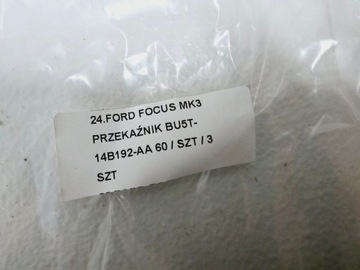 24.FORD FOCUS MK3
PRZEKAŹNIK BU5T-
14B192-AA 60 / SZT / 3
SZT